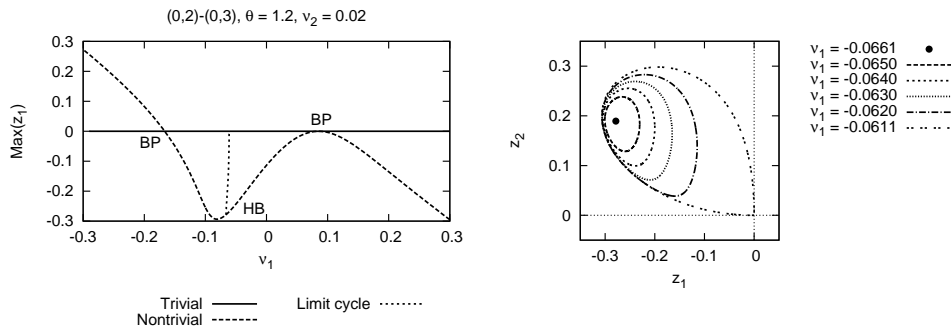 (0,2)-(0,3), θ = 1.2, ν2 = 0.02
Max(z1)
0.3
0.2
0.1
0
-0.1
-0.2
-0.3
BP
BP
HB
-0.3 -0.2 -0.1 0 0.1 0.2 0.3
ν1
Trivial
Nontrivial
Limit cycle
z2
0.3
0.2
0.1
0
-0.3 -0.2 -0.1 0
z1
ν1 = -0.0661
ν1 = -0.0650
ν1 = -0.0640
ν1 = -0.0630
ν1 = -0.0620
ν1 = -0.0611